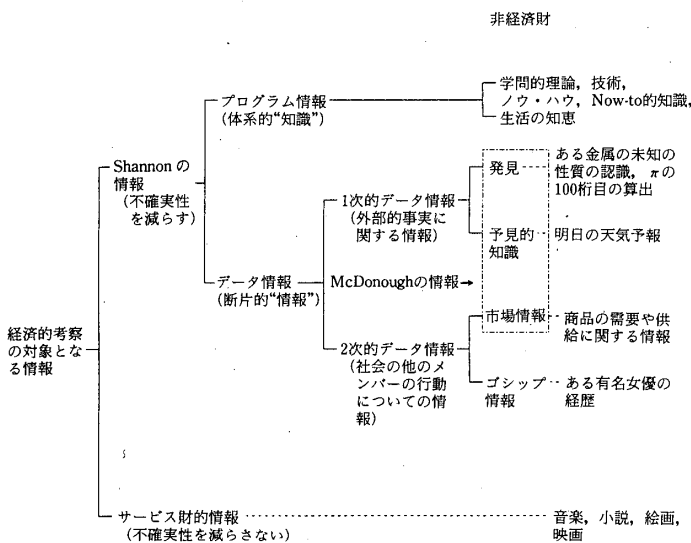 非経済財
プログラム情報
(体系的“知識”)
学問的理論, 技術,
ノウ・ハウ, Now-to的知識,
生活の知恵
Shannon の
情報
(不確実性
を減らす)
1次的データ情報
(外部的事実に
関する情報)
発見
ある金属の未知の
性質の認識, πの
100桁目の算出
予見的
知識
明日の天気予報
データ情報
(断片的“情報”)
McDonoughの情報→
市場情報
商品の需要や供
給に関する情報
経済的考察
の対象とな
る情報
2次的データ情報
(社会の他のメ
ンバーの行動
についての情
報)
ゴシップ
情報
ある有名女優の
経歴
サービス財的情報
(不確実性を減らさない)
音楽, 小説, 絵画,
映画